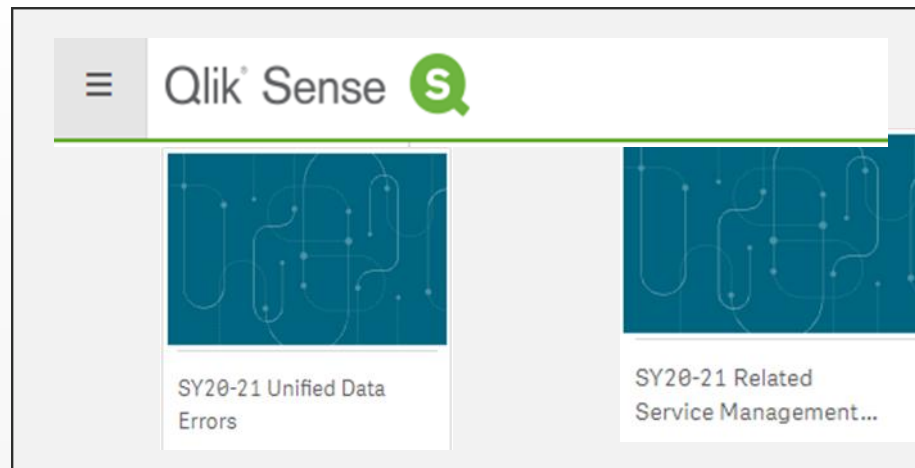 Qlik® Sense S
SY20-21 Unified Data
Errors
SY20-21 Related
Service Management...